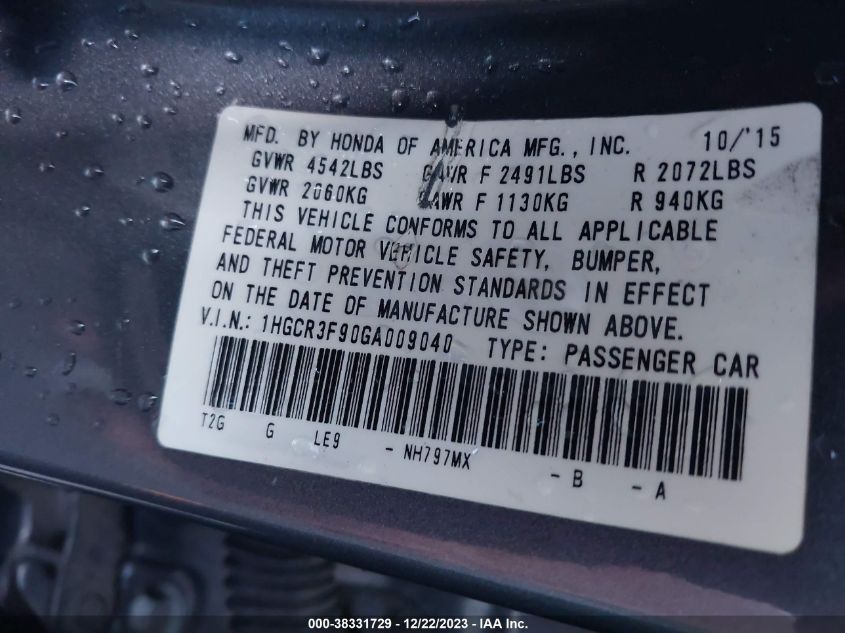 MFD. BY HONDA OF AMERICA MFG., INC. 10/'15
GVWR 4542LBS GAWR F 2491LBS R 2072LBS
GVWR 2060KG GAWR F 1130KG R 940KG
THIS VEHICLE CONFORMS TO ALL APPLICABLE
FEDERAL MOTOR VEHICLE SAFETY, BUMPER,
AND THEFT PREVENTION STANDARDS IN EFFECT
ON THE DATE OF MANUFACTURE SHOWN ABOVE.
V.I.N.: 1HGCR3F90GA009040 TYPE: PASSENGER CAR
T2G G LE9 - NH797MX - B - A
000-38331729 - 12/22/2023 - IAA Inc.